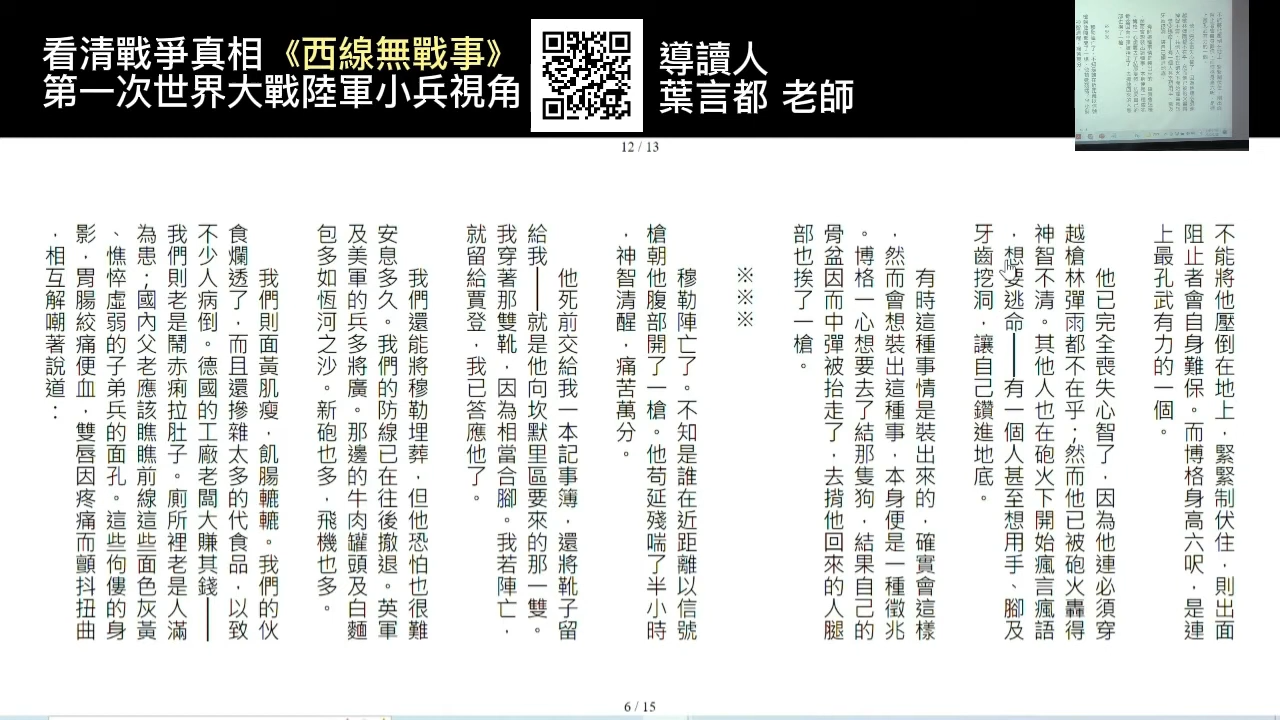 看清戰爭真相《西線無戰事》
第一次世界大戰陸軍小兵視角
導讀人
葉言都 老師
12 / 13
不能將他壓倒在地上，緊緊制伏住，則出面
阻止者會自身難保。而博格身高六呎，是連
上最孔武有力的一個。
他已完全喪失心智了，因為他連必須穿
越槍林彈雨都不在乎；然而他已被砲火轟得
神智不清。其他人也在砲火下開始瘋言瘋語
，想要逃命——有一個人甚至想用手、腳及
牙齒挖洞，讓自己鑽進地底。
有時這種事情是裝出來的，確實會這樣
，然而會想裝出這種事，本身便是一種徵兆
。博格一心想要去了結那隻狗，結果自己的
骨盆因而中彈被抬走了，去揹他回來的人腿
部也挨了一槍。
※※※
穆勒陣亡了。不知是誰在近距離以信號
槍朝他腹部開了一槍。他苟延殘喘了半小時
，神智清醒，痛苦萬分。
他死前交給我一本記事簿，還將靴子留
給我——就是他向坎默里區要來的那一雙。
我穿著那雙靴，因為相當合腳。我若陣亡，
就留給賈登，我已答應他了。
我們還能將穆勒埋葬，但他恐怕也很難
安息多久。我們的防線已在往後撤退。英軍
及美軍的兵多將廣。那邊的牛肉罐頭及白麵
包多如恆河之沙。新砲也多，飛機也多。
我們則面黃肌瘦，飢腸轆轆。我們的伙
食爛透了，而且還摻雜太多的代食品，以致
不少人病倒。德國的工廠老闆大賺其錢——
我們則老是鬧赤痢拉肚子。廁所裡老是人滿
為患；國內父老應該瞧瞧前線這些面色灰黃
、憔悴虛弱的子弟兵的面孔。這些佝僂的身
影，胃腸絞痛便血，雙唇因疼痛而顫抖扭曲
，相互解嘲著說道：
6 / 15